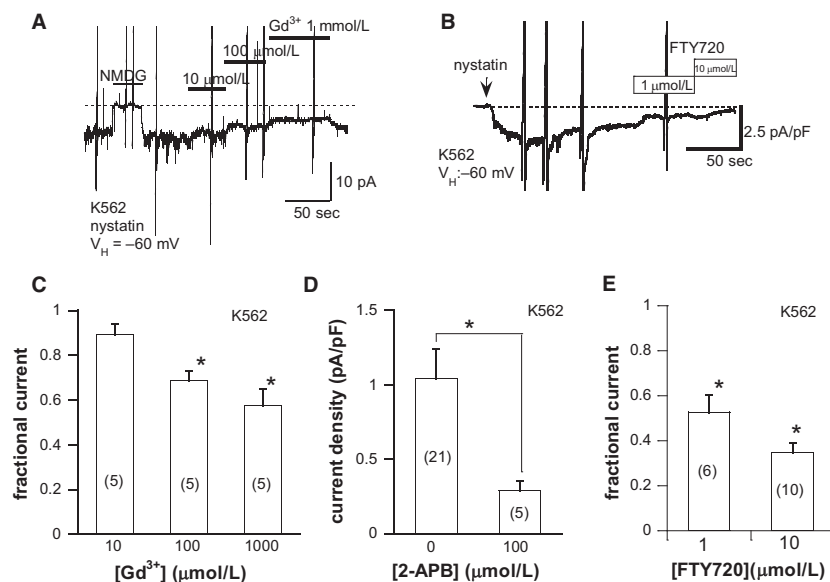 A
Gd³⁺ 1 mmol/L
100 μmol/L
NMDG
10 μmol/L
10 pA
50 sec
K562
nystatin
V_H = –60 mV
B
FTY720
nystatin
10 μmol/L
1 μmol/L
2.5 pA/pF
50 sec
K562
V_H:–60 mV
C
K562
fractional current
1
0.8
0.6
0.4
0.2
0
*
*
(5)
(5)
(5)
10
100
1000
[Gd³⁺] (μmol/L)
D
K562
current density (pA/pF)
1.5
1
0.5
0
*
(21)
(5)
0
100
[2-APB] (μmol/L)
E
K562
fractional current
1
0.8
0.6
0.4
0.2
0
*
*
(6)
(10)
1
10
[FTY720](μmol/L)